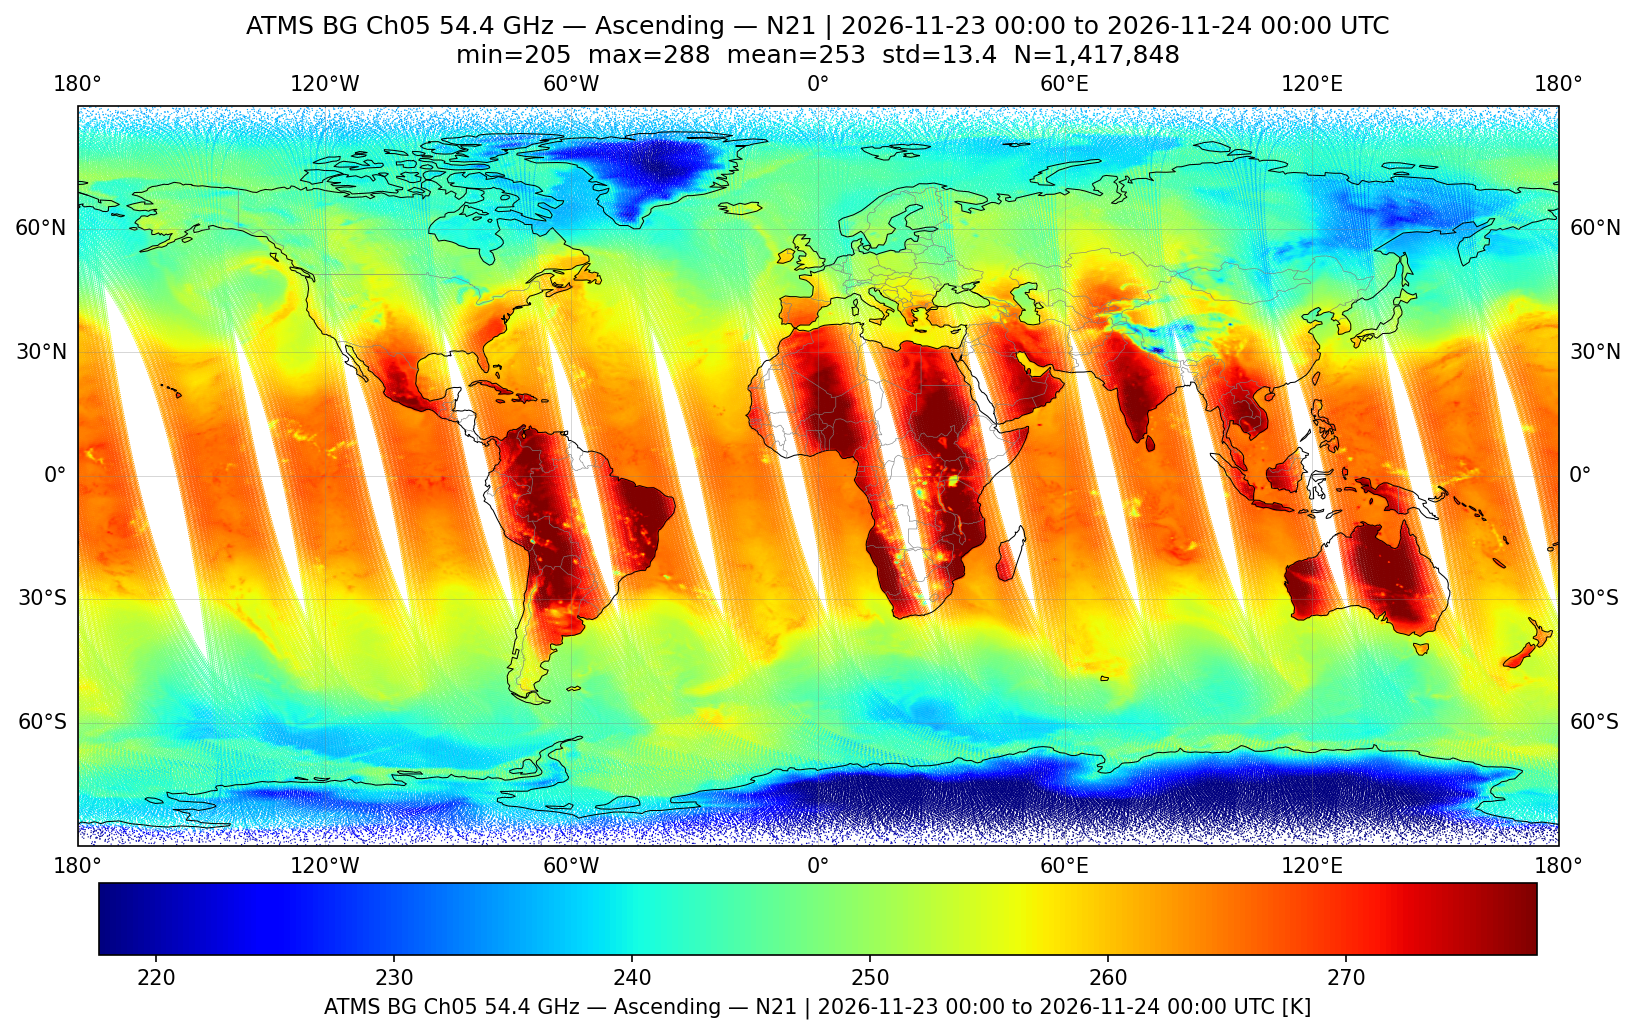 ATMS BG Ch05 54.4 GHz — Ascending — N21 | 2026-11-23 00:00 to 2026-11-24 00:00 UTC
min=205  max=288  mean=253  std=13.4  N=1,417,848
180° 120°W 60°W 0° 60°E 120°E 180°
60°N 60°N
30°N 30°N
0° 0°
30°S 30°S
60°S 60°S
180° 120°W 60°W 0° 60°E 120°E 180°
220 230 240 250 260 270
ATMS BG Ch05 54.4 GHz — Ascending — N21 | 2026-11-23 00:00 to 2026-11-24 00:00 UTC [K]